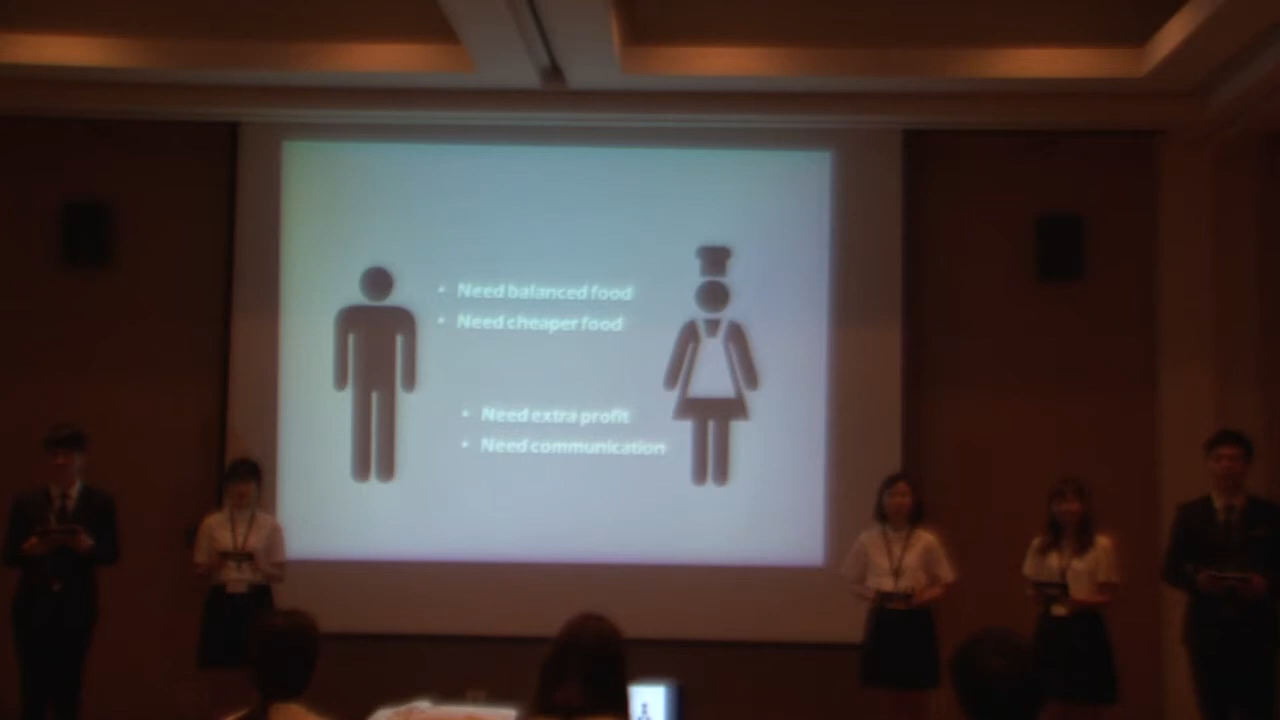 • Need balanced food
• Need cheaper food
• Need extra profit
• Need communication